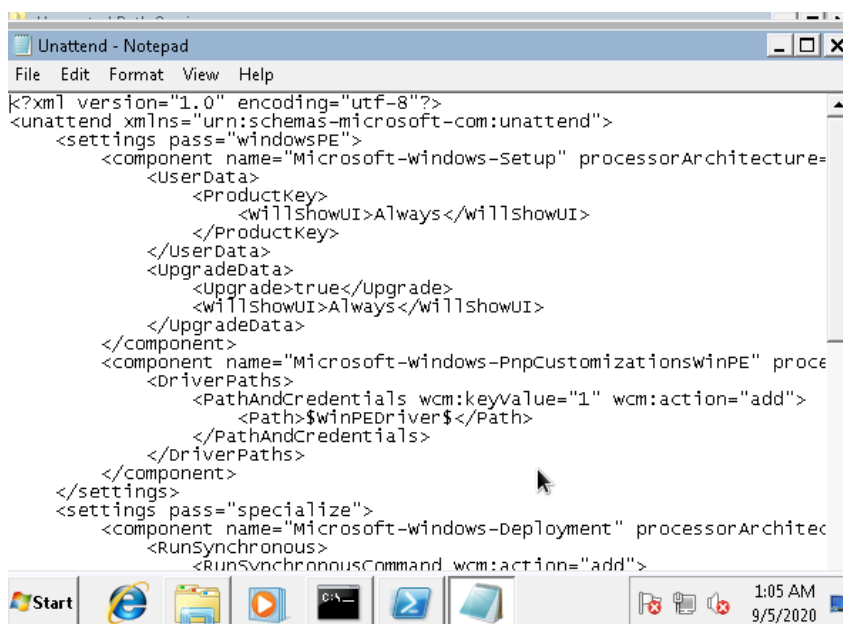 Unattend - Notepad
File Edit Format View Help
<?xml version="1.0" encoding="utf-8"?>
<unattend xmlns="urn:schemas-microsoft-com:unattend">
<settings pass="windowsPE">
<component name="Microsoft-Windows-Setup" processorArchitecture=
<UserData>
<ProductKey>
<WillShowUI>Always</WillShowUI>
</ProductKey>
</UserData>
<UpgradeData>
<Upgrade>true</Upgrade>
<WillShowUI>Always</WillShowUI>
</UpgradeData>
</component>
<component name="Microsoft-Windows-PnpCustomizationsWinPE" proce
<DriverPaths>
<PathAndCredentials wcm:keyValue="1" wcm:action="add">
<Path>$WinPEDriver$</Path>
</PathAndCredentials>
</DriverPaths>
</component>
</settings>
<settings pass="specialize">
<component name="Microsoft-Windows-Deployment" processorArchitec
<RunSynchronous>
<RunSynchronousCommand wcm:action="add">
Start
C:\
1:05 AM
9/5/2020